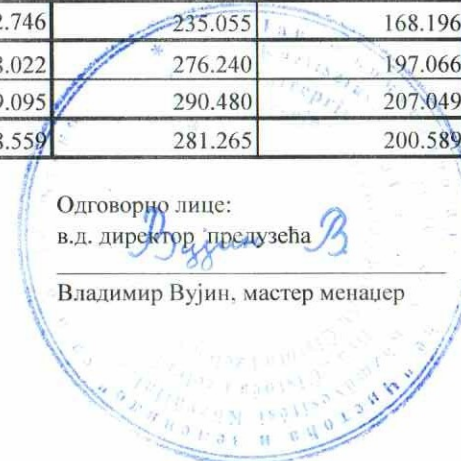 2.746 235.055 168.196
3.022 276.240 197.066
9.095 290.480 207.049
3.559 281.265 200.589
Одговорно лице:
в.д. директор предузећа
Вујин В
Владимир Вујин, мастер менаџер